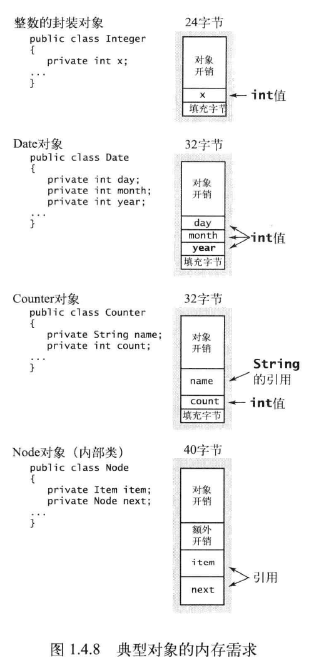 整数的封装对象 24字节
public class Integer
{
private int x;
...
}
对象
开销
x
填充字节
int值
Date对象 32字节
public class Date
{
private int day;
private int month;
private int year;
...
}
对象
开销
day
month
year
填充字节
int值
Counter对象 32字节
public class Counter
{
private String name;
private int count;
...
}
对象
开销
name
count
填充字节
String
的引用
int值
Node对象（内部类） 40字节
public class Node
{
private Item item;
private Node next;
...
}
对象
开销
额外
开销
item
next
引用
图 1.4.8 典型对象的内存需求